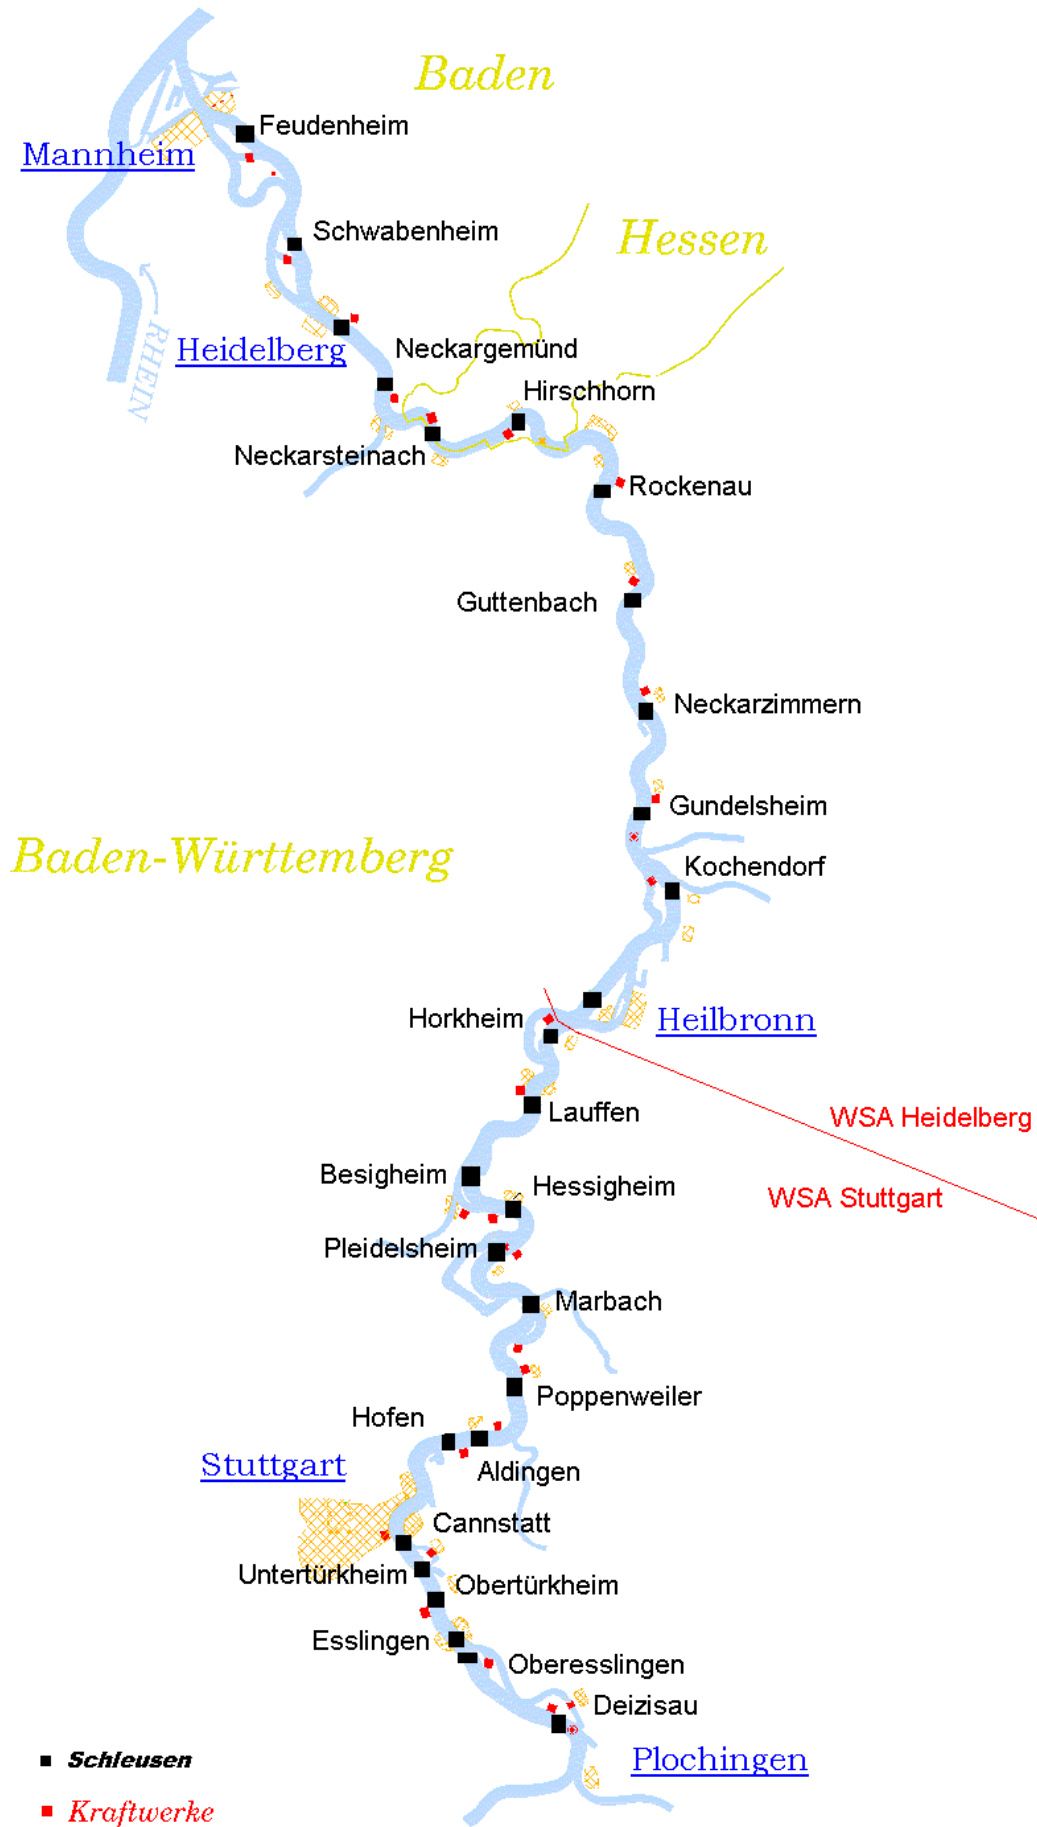 Baden
Feudenheim
Mannheim
Schwabenheim
Hessen
RHEIN
Heidelberg
Neckargemünd
Hirschhorn
Neckarsteinach
Rockenau
Guttenbach
Neckarzimmern
Gundelsheim
Baden-Württemberg
Kochendorf
Horkheim
Heilbronn
Lauffen
WSA Heidelberg
Besigheim
Hessigheim
WSA Stuttgart
Pleidelsheim
Marbach
Poppenweiler
Hofen
Stuttgart
Aldingen
Cannstatt
Untertürkheim
Obertürkheim
Esslingen
Oberesslingen
Deizisau
Plochingen
Schleusen
Kraftwerke